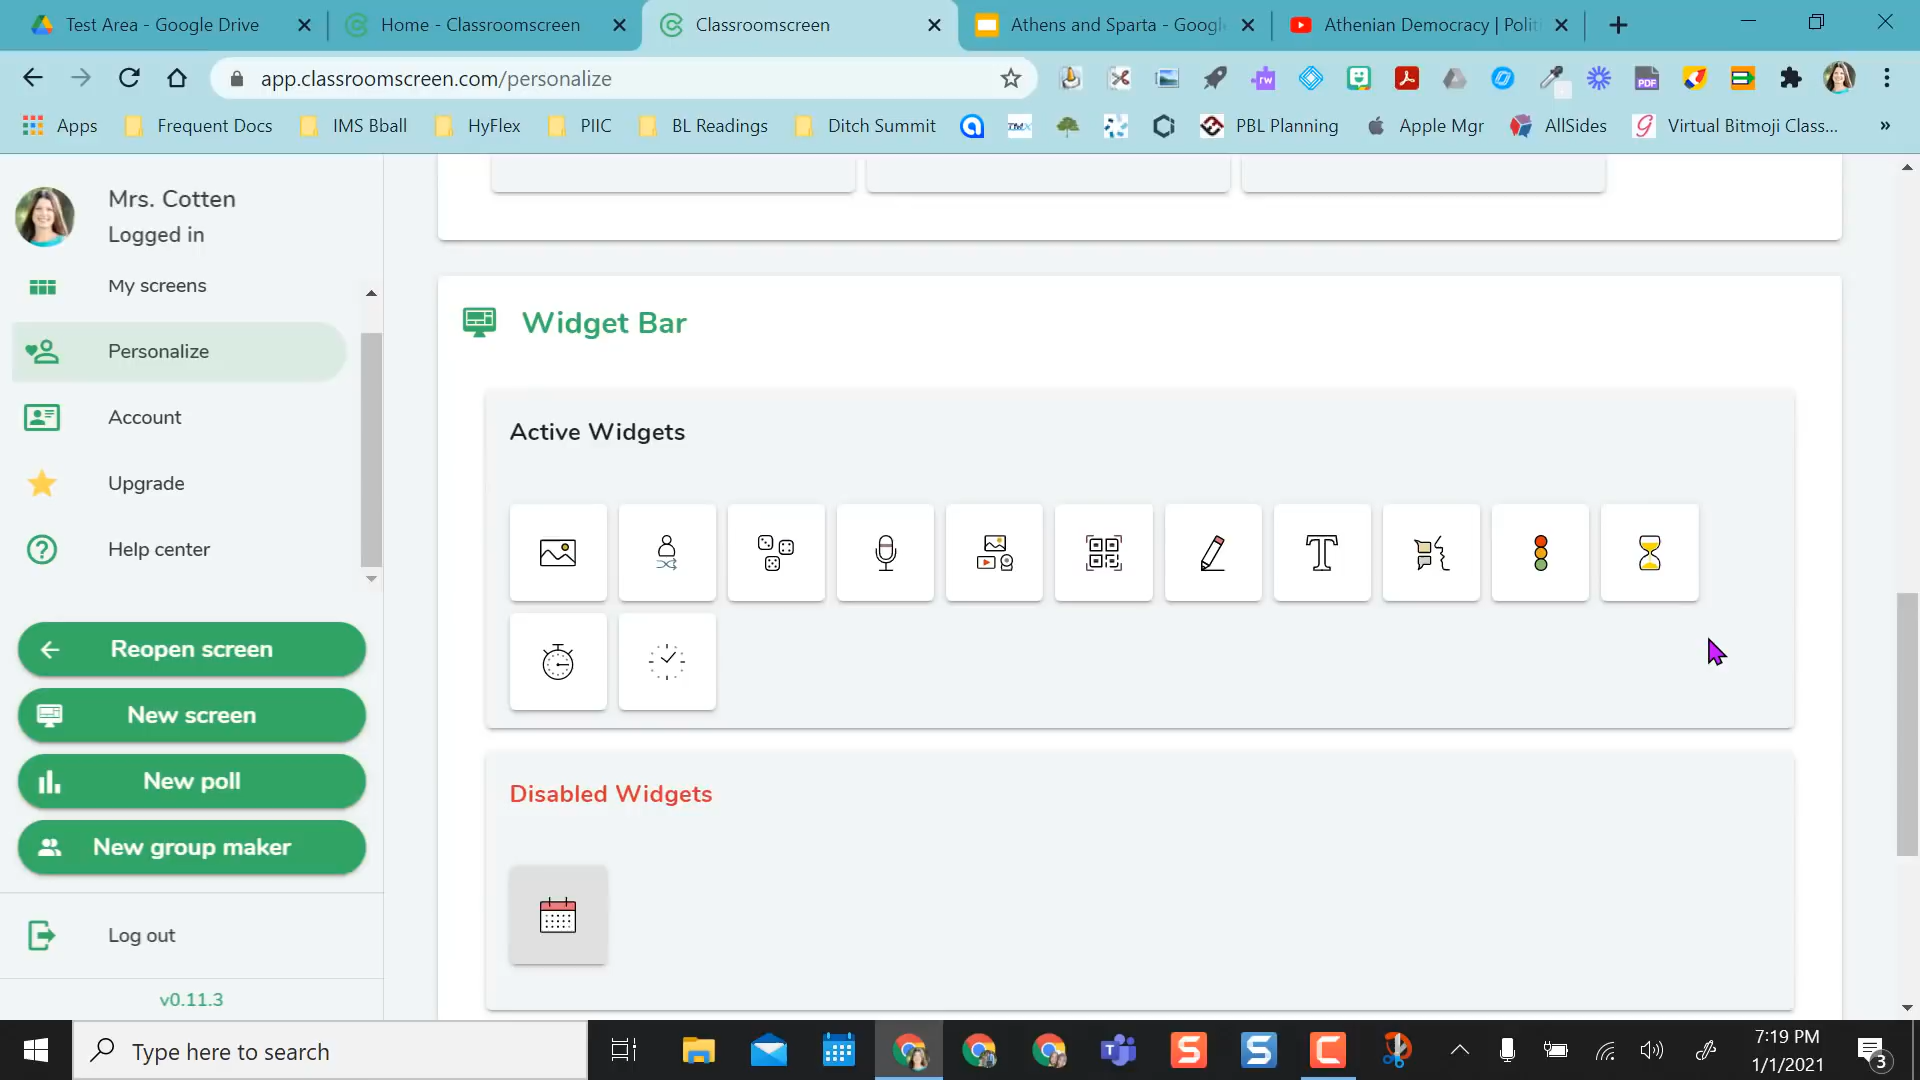 Test Area - Google Drive
Home - Classroomscreen
Classroomscreen
Athens and Sparta - Googl
Athenian Democracy | Polit
app.classroomscreen.com/personalize
Apps
Frequent Docs
IMS Bball
HyFlex
PIIC
BL Readings
Ditch Summit
PBL Planning
Apple Mgr
AllSides
Virtual Bitmoji Class...
»
Mrs. Cotten
Logged in
My screens
Personalize
Account
Upgrade
Help center
Reopen screen
New screen
New poll
New group maker
Log out
v0.11.3
Widget Bar
Active Widgets
Disabled Widgets
Type here to search
7:19 PM
1/1/2021
3